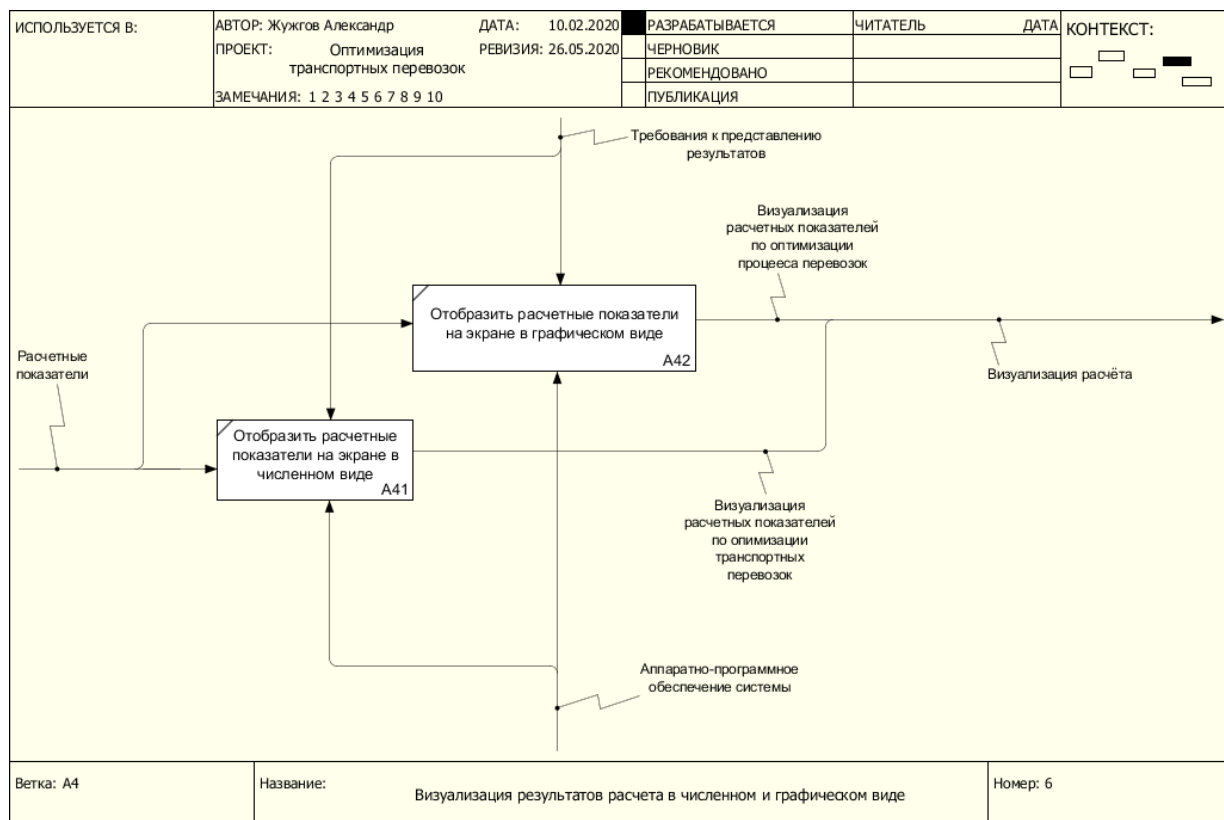 ИСПОЛЬЗУЕТСЯ В:
АВТОР: Жужгов Александр
ДАТА: 10.02.2020
ПРОЕКТ: Оптимизация
транспортных перевозок
РЕВИЗИЯ: 26.05.2020
ЗАМЕЧАНИЯ: 1 2 3 4 5 6 7 8 9 10
РАЗРАБАТЫВАЕТСЯ
ЧЕРНОВИК
РЕКОМЕНДОВАНО
ПУБЛИКАЦИЯ
ЧИТАТЕЛЬ
ДАТА
КОНТЕКСТ:
Требования к представлению
результатов
Визуализация
расчетных показателей
по оптимизации
процееса перевозок
Отобразить расчетные показатели
на экране в графическом виде
A42
Расчетные
показатели
Визуализация расчёта
Отобразить расчетные
показатели на экране в
численном виде
A41
Визуализация
расчетных показателей
по опимизации
транспортных
перевозок
Аппаратно-программное
обеспечение системы
Ветка: A4
Название:
Визуализация результатов расчета в численном и графическом виде
Номер: 6